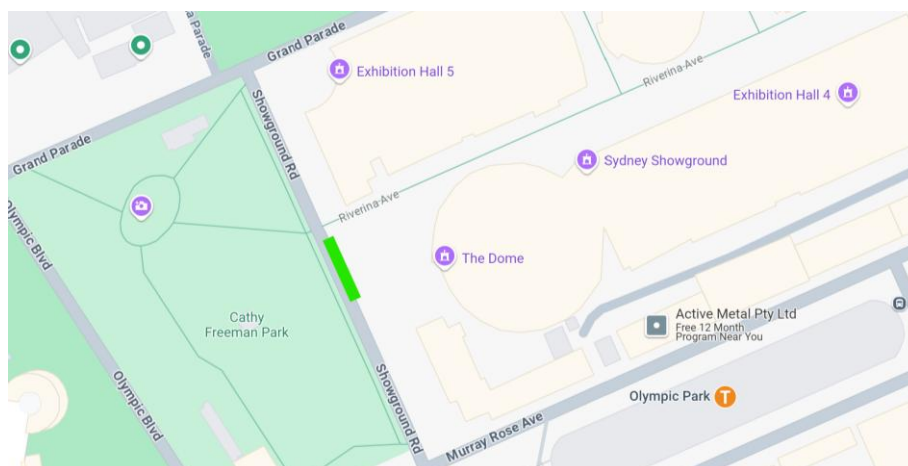 a Parade
Grand Parade
Exhibition Hall 5
Riverina Ave
Exhibition Hall 4
Showground Rd
Grand Parade
Sydney Showground
Riverina Ave
Olympic Blvd
The Dome
Cathy
Freeman Park
Active Metal Pty Ltd
Free 12 Month
Program Near You
Showground Rd
Olympic Park
T
Olympic Blvd
Murray Rose Ave